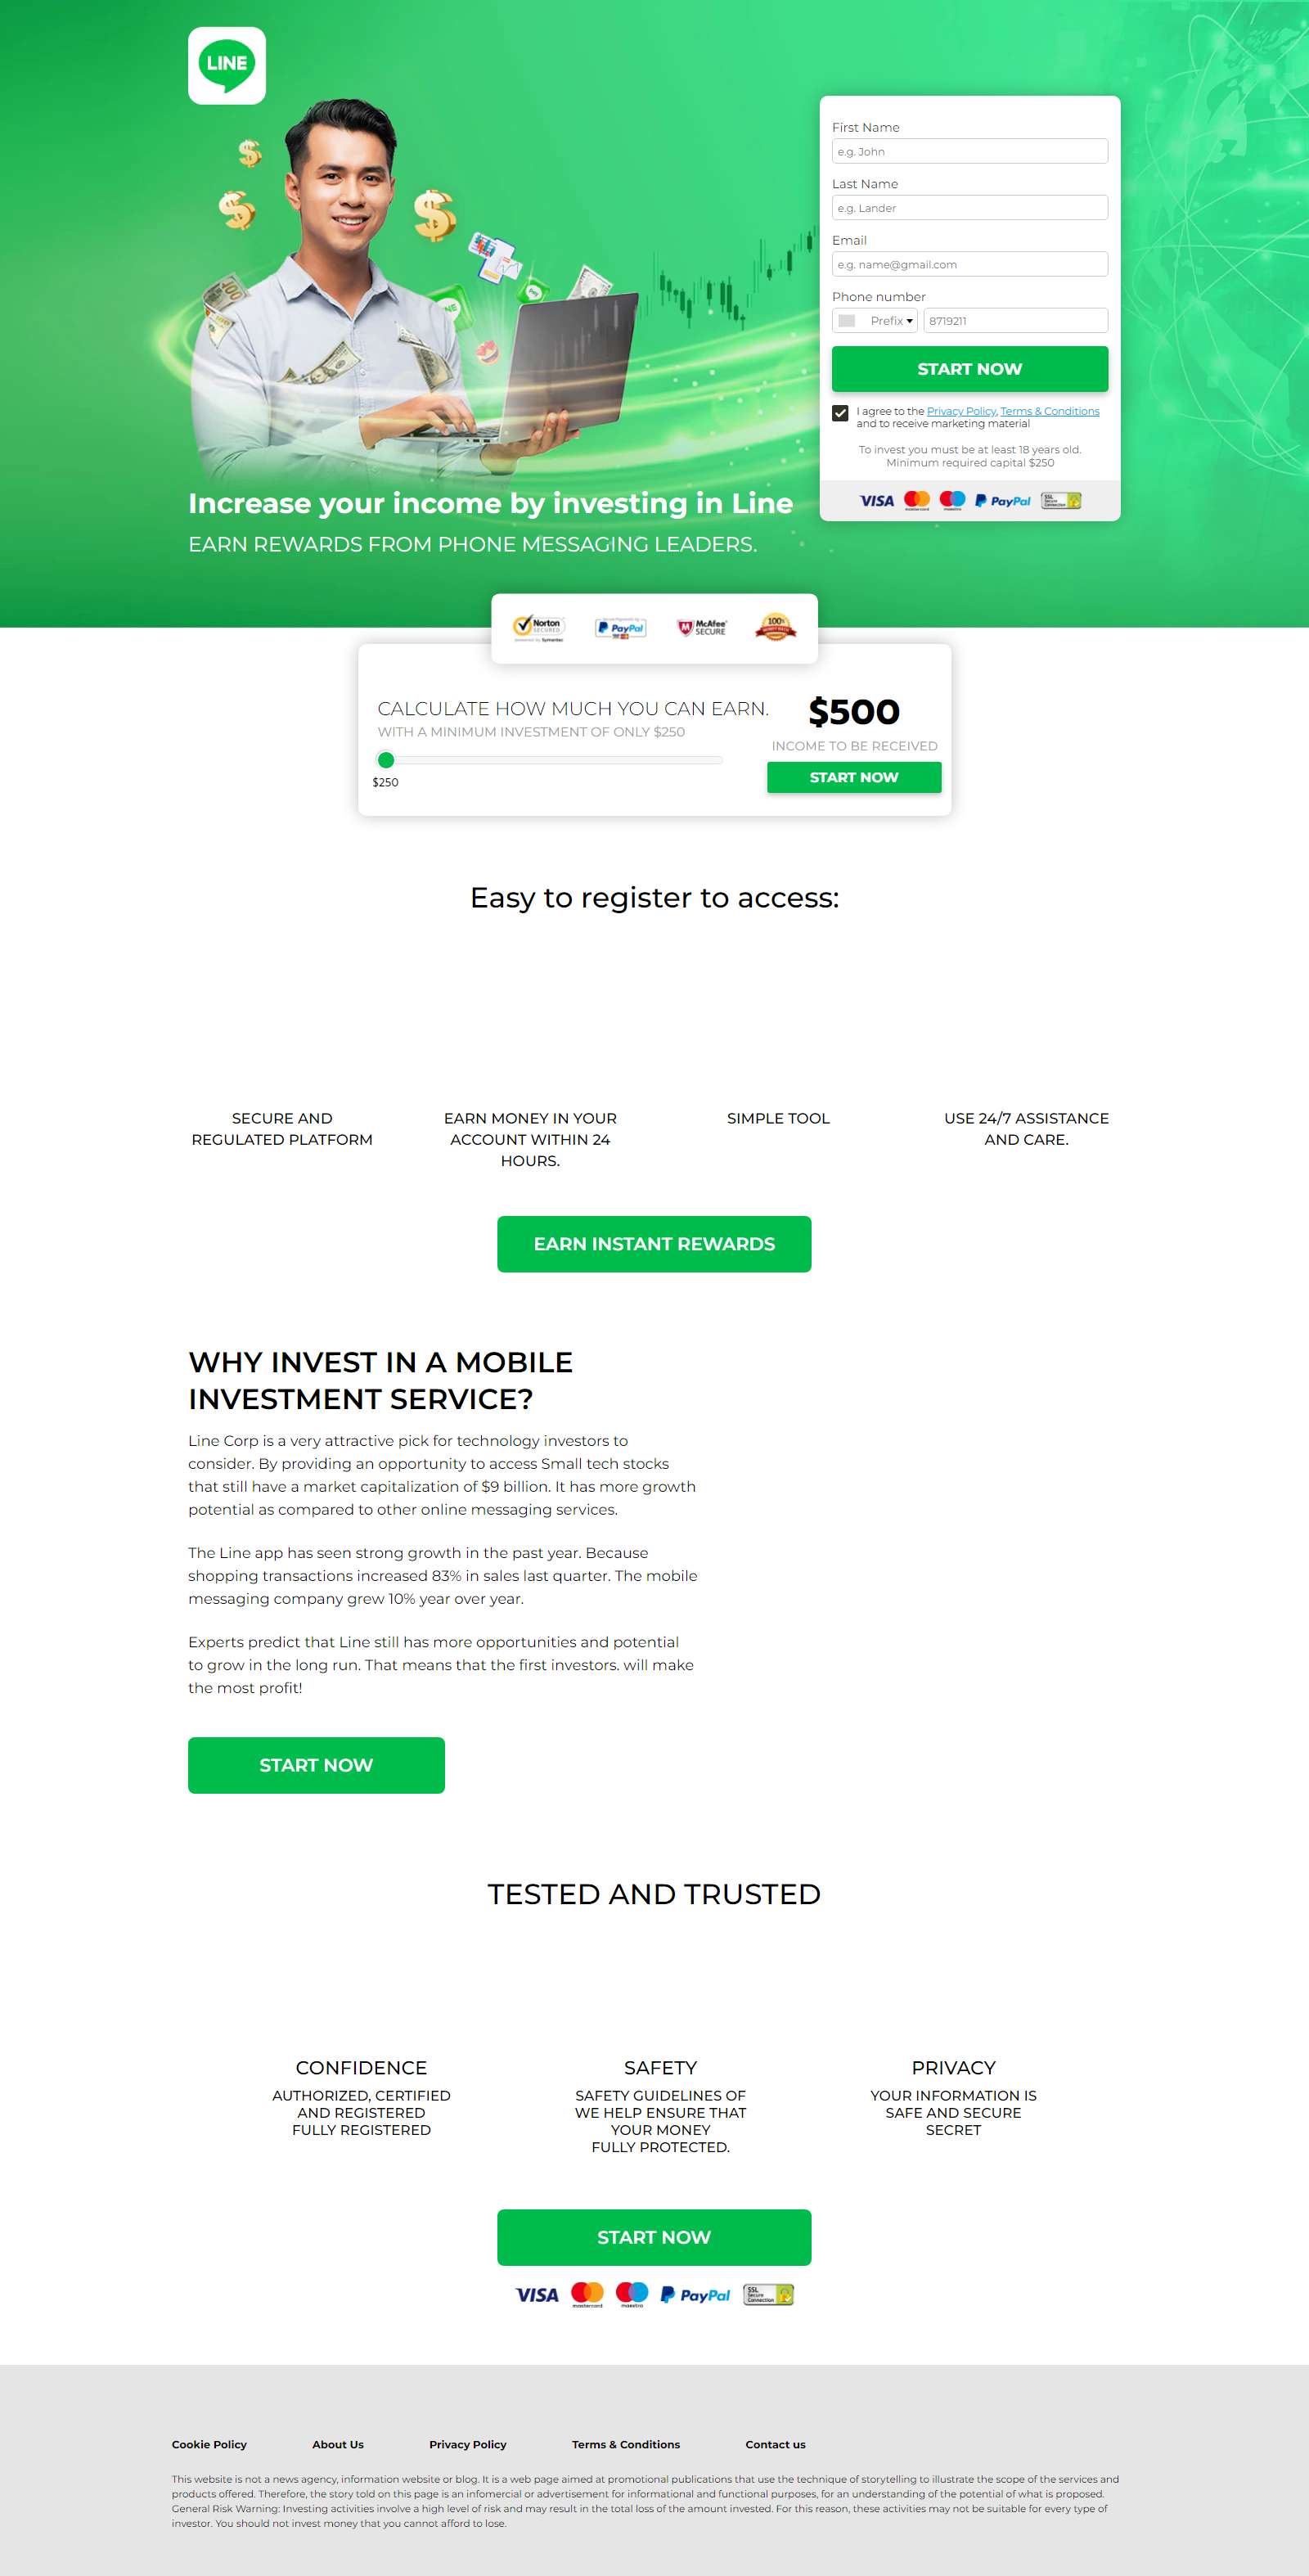 LINE
First Name
e.g. John
Last Name
e.g. Lander
Email
e.g. name@gmail.com
Phone number
Prefix
8719211
START NOW
I agree to the Privacy Policy, Terms & Conditions
and to receive marketing material
To invest you must be at least 18 years old.
Minimum required capital $250
VISA
mastercard
maestro
PayPal
SSL
Secure
Connection
Increase your income by investing in Line
EARN REWARDS FROM PHONE MESSAGING LEADERS.
Norton
SECURED
powered by Symantec
PayPal
McAfee
SECURE
100%
CALCULATE HOW MUCH YOU CAN EARN.
WITH A MINIMUM INVESTMENT OF ONLY $250
$250
$500
INCOME TO BE RECEIVED
START NOW
Easy to register to access:
SECURE AND
REGULATED PLATFORM
EARN MONEY IN YOUR
ACCOUNT WITHIN 24
HOURS.
SIMPLE TOOL
USE 24/7 ASSISTANCE
AND CARE.
EARN INSTANT REWARDS
WHY INVEST IN A MOBILE
INVESTMENT SERVICE?
Line Corp is a very attractive pick for technology investors to
consider. By providing an opportunity to access Small tech stocks
that still have a market capitalization of $9 billion. It has more growth
potential as compared to other online messaging services.
The Line app has seen strong growth in the past year. Because
shopping transactions increased 83% in sales last quarter. The mobile
messaging company grew 10% year over year.
Experts predict that Line still has more opportunities and potential
to grow in the long run. That means that the first investors. will make
the most profit!
START NOW
TESTED AND TRUSTED
CONFIDENCE
AUTHORIZED, CERTIFIED
AND REGISTERED
FULLY REGISTERED
SAFETY
SAFETY GUIDELINES OF
WE HELP ENSURE THAT
YOUR MONEY
FULLY PROTECTED.
PRIVACY
YOUR INFORMATION IS
SAFE AND SECURE
SECRET
START NOW
VISA
mastercard
maestro
PayPal
SSL
Secure
Connection
Cookie Policy
About Us
Privacy Policy
Terms & Conditions
Contact us
This website is not a news agency, information website or blog. It is a web page aimed at promotional publications that use the technique of storytelling to illustrate the scope of the services and
products offered. Therefore, the story told on this page is an infomercial or advertisement for informational and functional purposes, for an understanding of the potential of what is proposed.
General Risk Warning: Investing activities involve a high level of risk and may result in the total loss of the amount invested. For this reason, these activities may not be suitable for every type of
investor. You should not invest money that you cannot afford to lose.